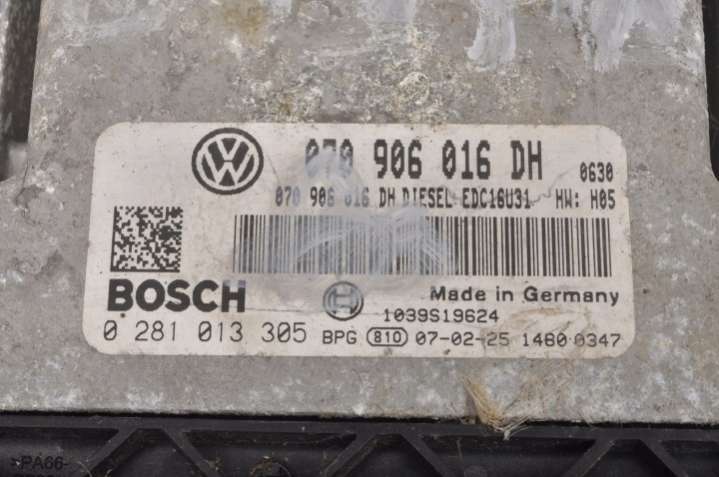 070 906 016 DH 0630
070 906 016 DH DIESEL EDC16U31 HW: H05
BOSCH Made in Germany
1039S19624
0 281 013 305 BPG 810 07-02-25 1480 0347
>PA66-